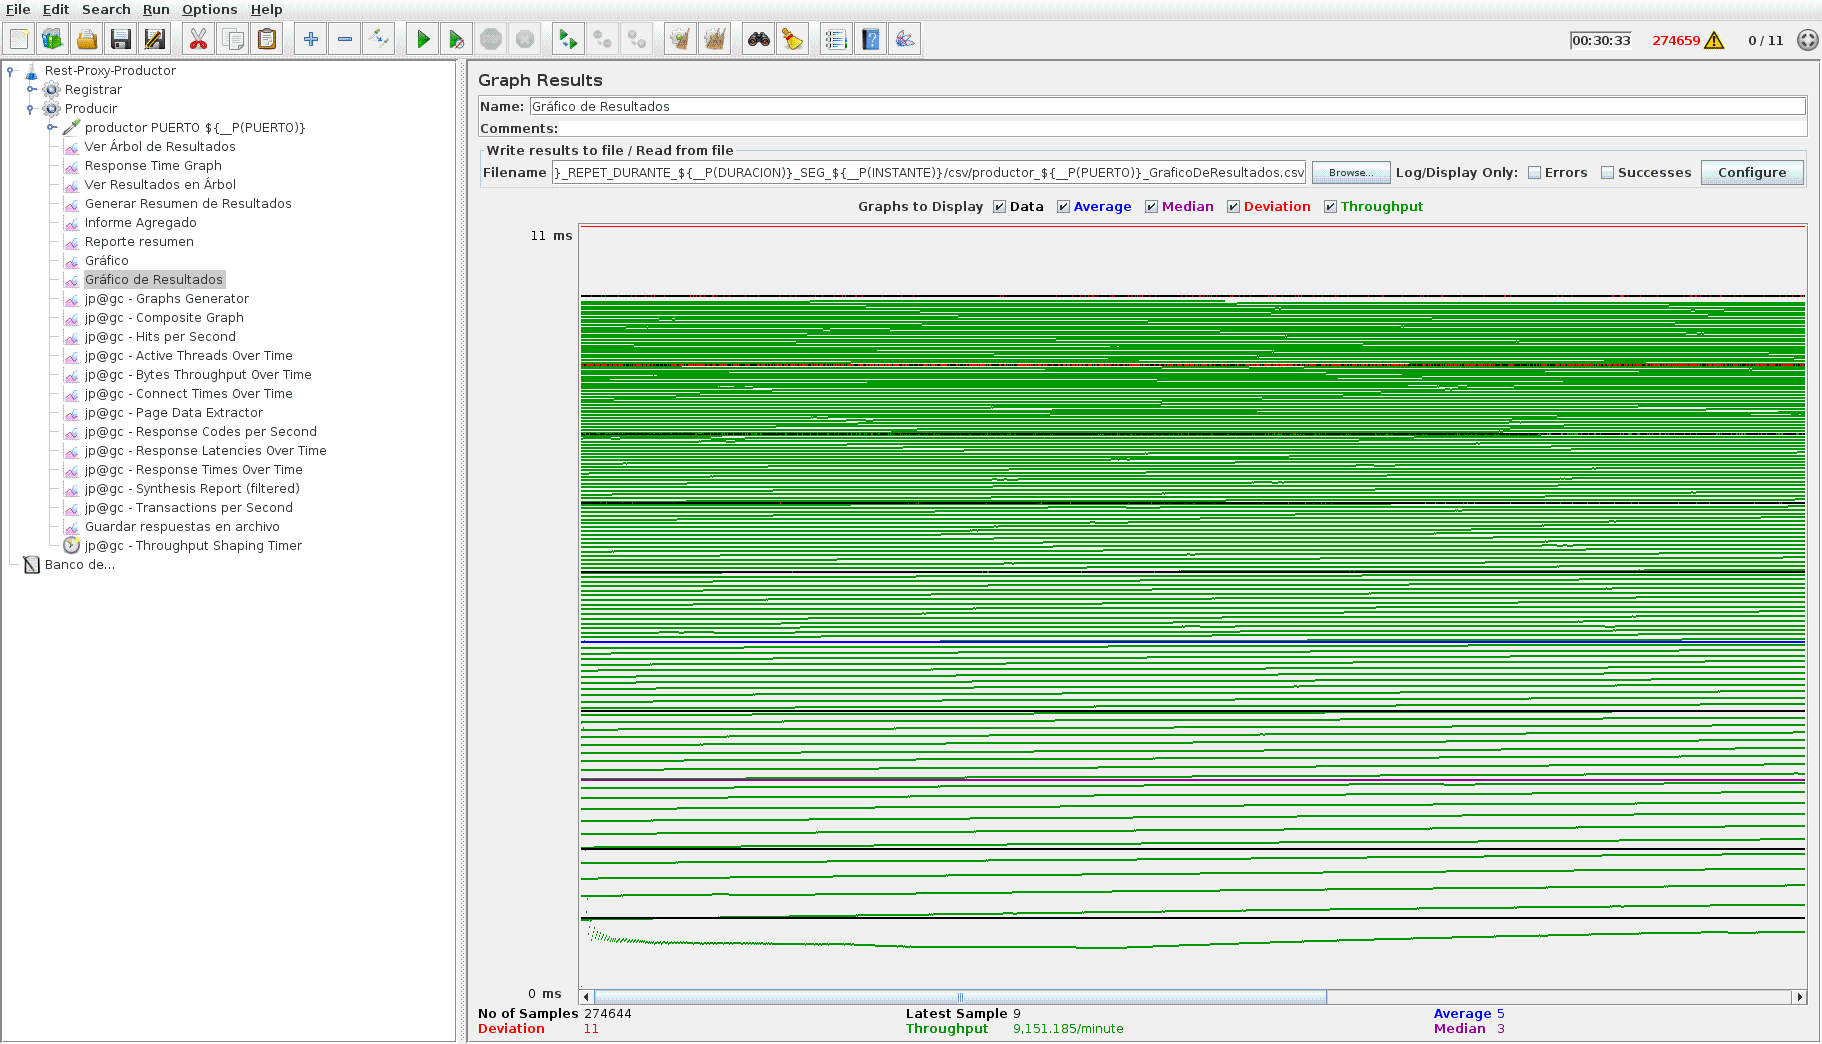 File Edit Search Run Options Help
00:30:33 274659 0 / 11
Rest-Proxy-Productor
Registrar
Producir
productor PUERTO ${__P(PUERTO)}
Ver Árbol de Resultados
Response Time Graph
Ver Resultados en Árbol
Generar Resumen de Resultados
Informe Agregado
Reporte resumen
Gráfico
Gráfico de Resultados
jp@gc - Graphs Generator
jp@gc - Composite Graph
jp@gc - Hits per Second
jp@gc - Active Threads Over Time
jp@gc - Bytes Throughput Over Time
jp@gc - Connect Times Over Time
jp@gc - Page Data Extractor
jp@gc - Response Codes per Second
jp@gc - Response Latencies Over Time
jp@gc - Response Times Over Time
jp@gc - Synthesis Report (filtered)
jp@gc - Transactions per Second
Guardar respuestas en archivo
jp@gc - Throughput Shaping Timer
Banco de...
Graph Results
Name: Gráfico de Resultados
Comments:
Write results to file / Read from file
Filename }_REPET_DURANTE_${__P(DURACION)}_SEG_${__P(INSTANTE)}/csv/productor_${__P(PUERTO)}_GraficoDeResultados.csv Browse... Log/Display Only: Errors Successes Configure
Graphs to Display Data Average Median Deviation Throughput
11 ms
0 ms
No of Samples 274644 Latest Sample 9 Average 5
Deviation 11 Throughput 9,151.185/minute Median 3